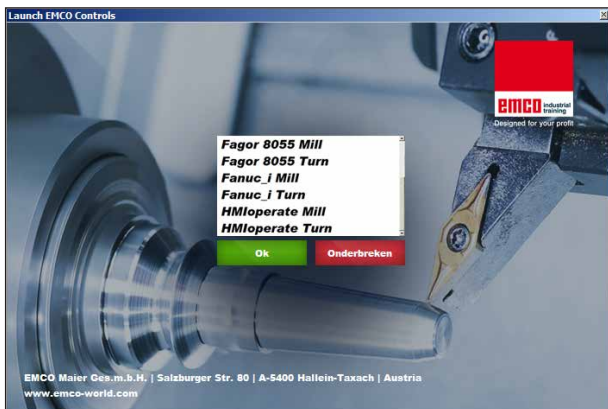 Launch EMCO Controls
emco industrial
training
Designed for your profit
Fagor 8055 Mill
Fagor 8055 Turn
Fanuc_i Mill
Fanuc_i Turn
HMIoperate Mill
HMIoperate Turn
Ok
Onderbreken
EMCO Maier Ges.m.b.H. | Salzburger Str. 80 | A-5400 Hallein-Taxach | Austria
www.emco-world.com